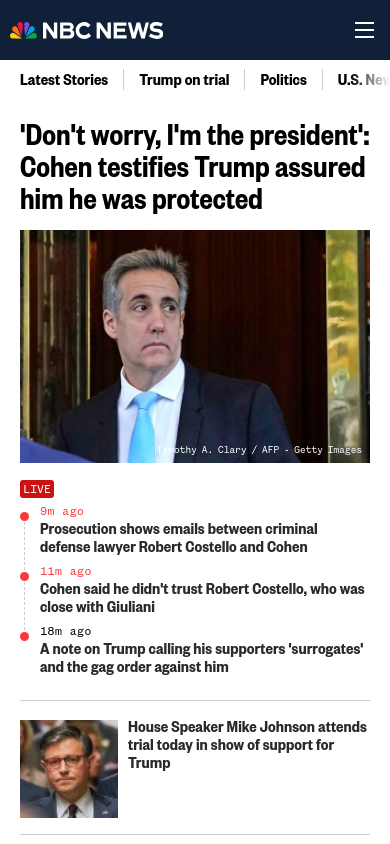 NBC NEWS
Latest Stories
Trump on trial
Politics
U.S. New
'Don't worry, I'm the president':
Cohen testifies Trump assured
him he was protected
Timothy A. Clary / AFP - Getty Images
LIVE
9m ago
Prosecution shows emails between criminal
defense lawyer Robert Costello and Cohen
11m ago
Cohen said he didn't trust Robert Costello, who was
close with Giuliani
18m ago
A note on Trump calling his supporters 'surrogates'
and the gag order against him
House Speaker Mike Johnson attends
trial today in show of support for
Trump